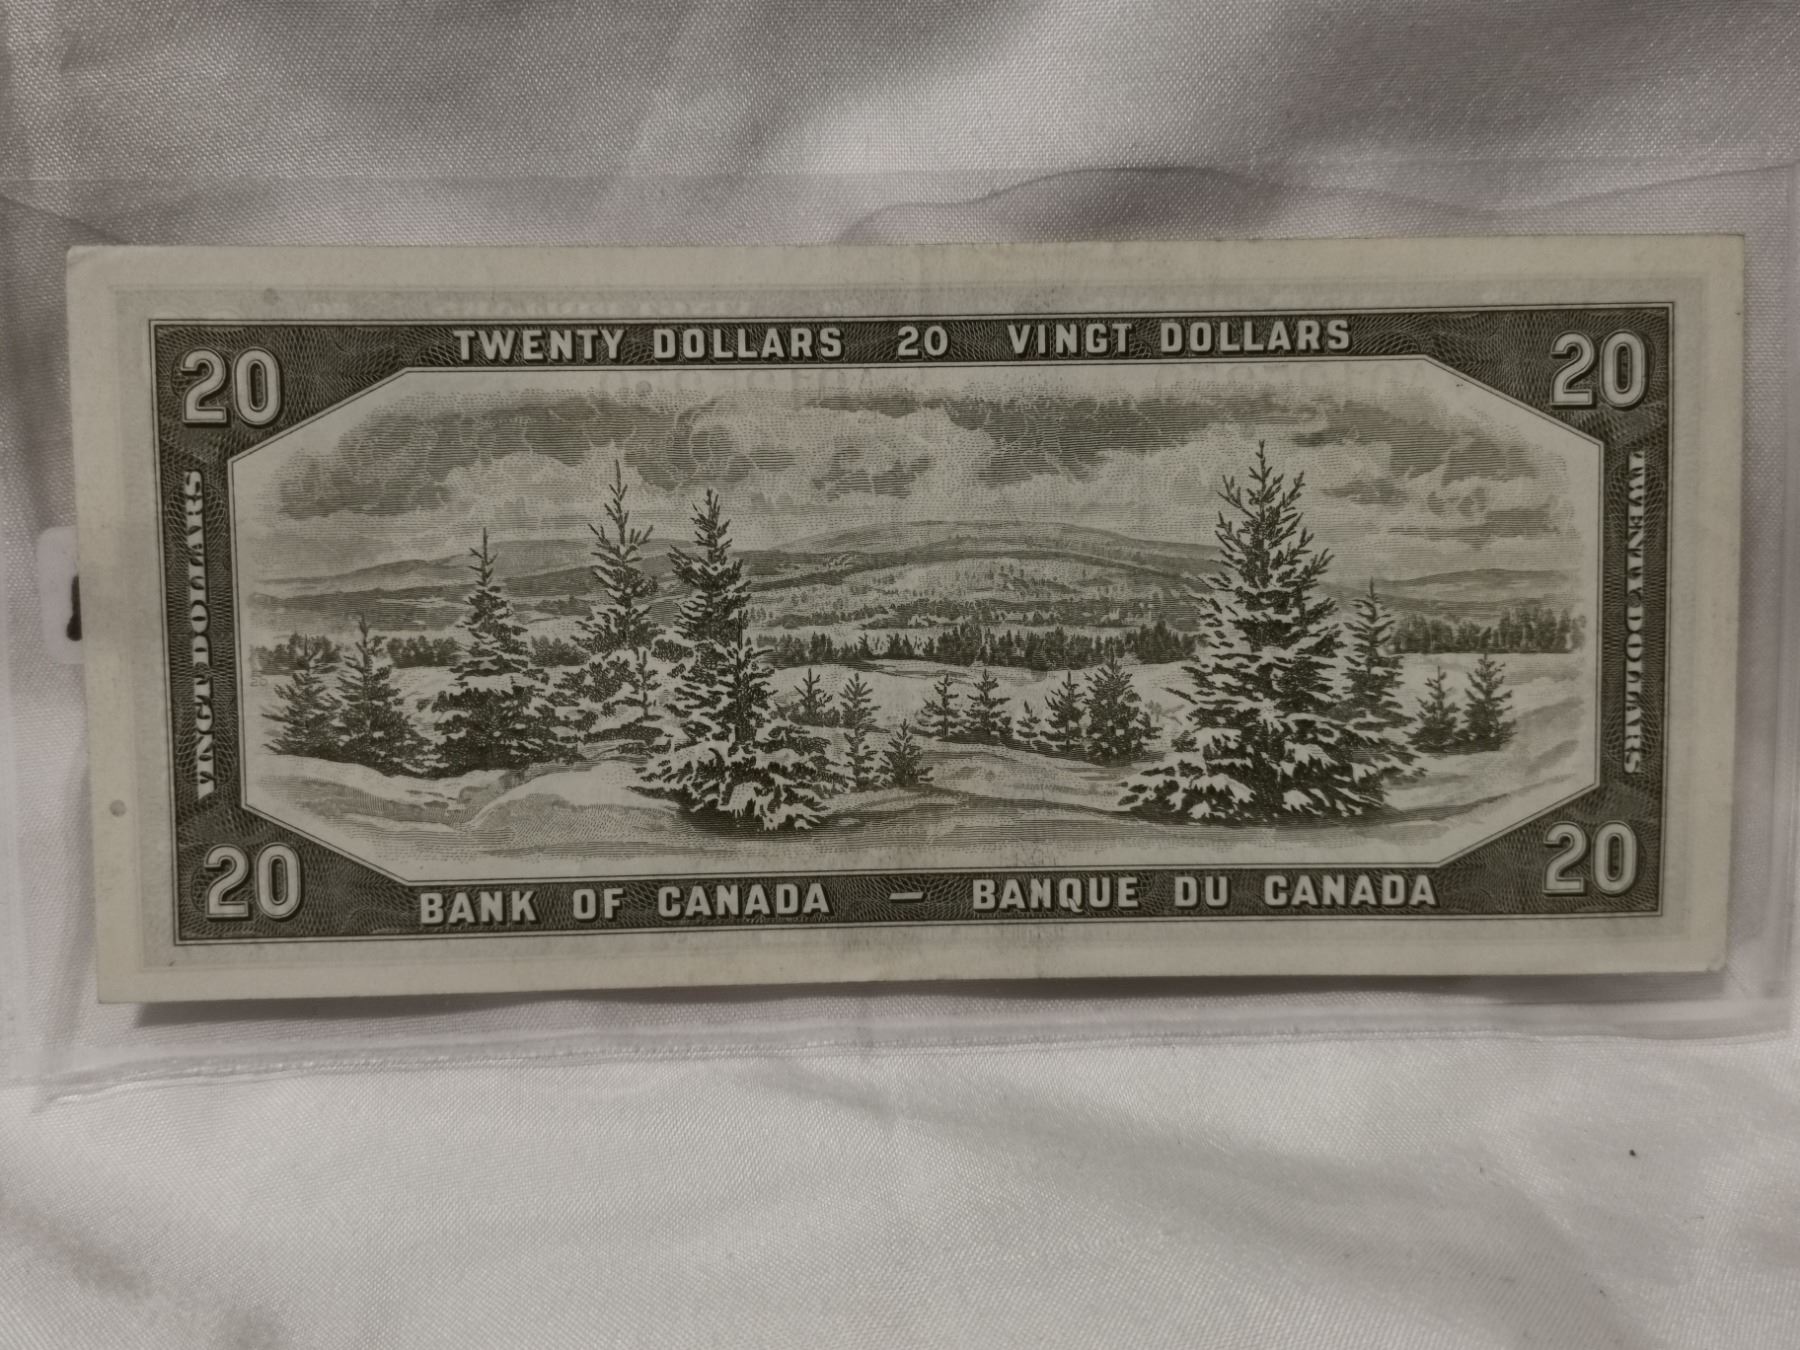 TWENTY DOLLARS 20 VINGT DOLLARS
20
20
VINGT DOLLARS
TWENTY DOLLARS
20
20
BANK OF CANADA — BANQUE DU CANADA